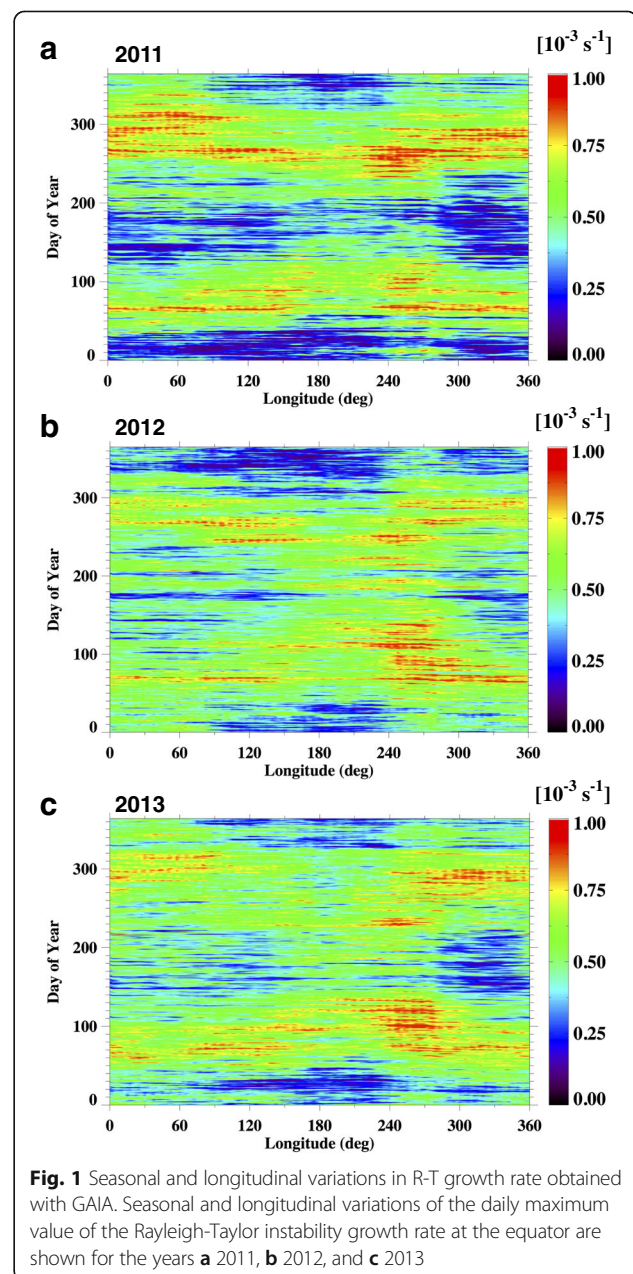 a 2011 [10⁻³ s⁻¹]
1.00
300
0.75
Day of Year
200
0.50
100
0.25
0
0.00
0 60 120 180 240 300 360
Longitude (deg)
b 2012 [10⁻³ s⁻¹]
1.00
300
0.75
Day of Year
200
0.50
100
0.25
0
0.00
0 60 120 180 240 300 360
Longitude (deg)
c 2013 [10⁻³ s⁻¹]
1.00
300
0.75
Day of Year
200
0.50
100
0.25
0
0.00
0 60 120 180 240 300 360
Longitude (deg)
Fig. 1 Seasonal and longitudinal variations in R-T growth rate obtained
with GAIA. Seasonal and longitudinal variations of the daily maximum
value of the Rayleigh-Taylor instability growth rate at the equator are
shown for the years a 2011, b 2012, and c 2013